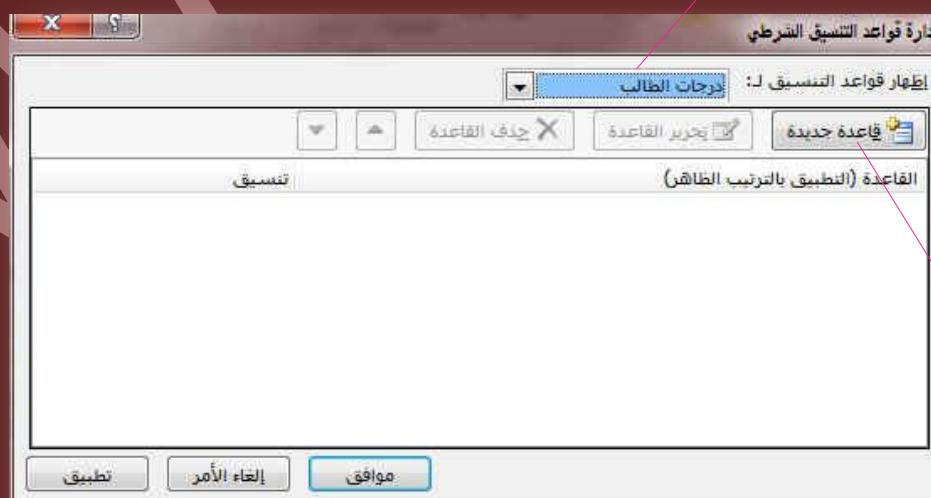 دارة قواعد التنسيق الشرطي
إظهار قواعد التنسيق لـ: درجات الطالب
قاعدة جديدة تحرير القاعدة حذف القاعدة
القاعدة (التطبيق بالترتيب الظاهر) تنسيق
موافق إلغاء الأمر تطبيق